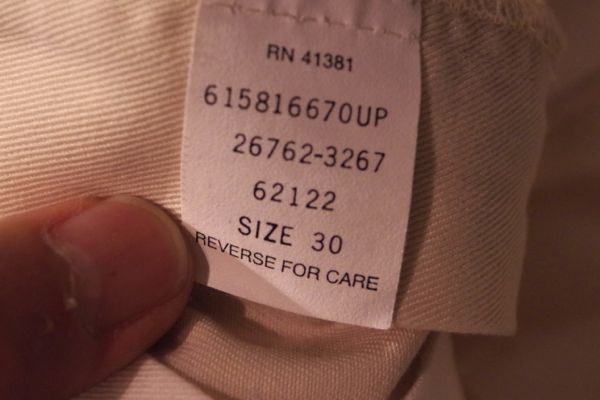 RN 41381
615816670UP
26762-3267
62122
SIZE 30
REVERSE FOR CARE